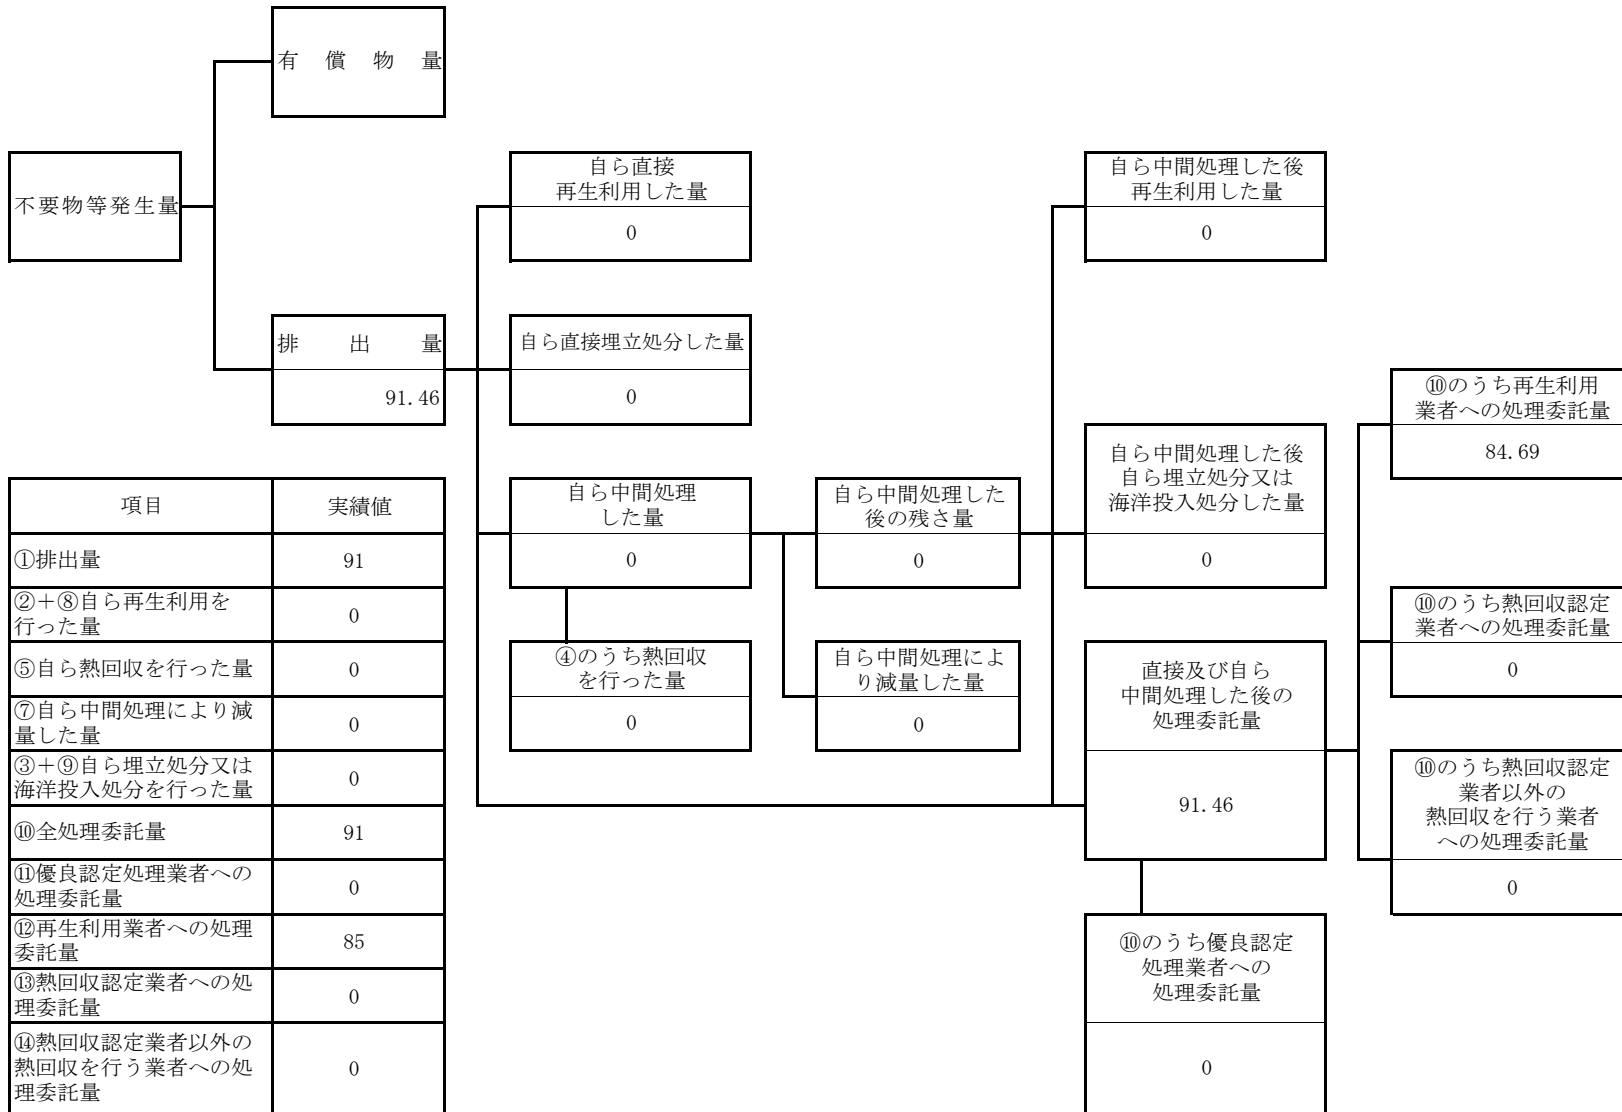 有償物量
不要物等発生量
自ら直接
再生利用した量
0
自ら中間処理した後
再生利用した量
0
排出量
91.46
自ら直接埋立処分した量
0
⑩のうち再生利用
業者への処理委託量
84.69
自ら中間処理
した量
0
自ら中間処理した
後の残さ量
0
自ら中間処理した後
自ら埋立処分又は
海洋投入処分した量
0
④のうち熱回収
を行った量
0
自ら中間処理によ
り減量した量
0
直接及び自ら
中間処理した後の
処理委託量
91.46
⑩のうち熱回収認定
業者への処理委託量
0
⑩のうち熱回収認定
業者以外の
熱回収を行う業者
への処理委託量
0
⑩のうち優良認定
処理業者への
処理委託量
0
項目 実績値
①排出量 91
②+⑧自ら再生利用を
行った量 0
⑤自ら熱回収を行った量 0
⑦自ら中間処理により減
量した量 0
③+⑨自ら埋立処分又は
海洋投入処分を行った量 0
⑩全処理委託量 91
⑪優良認定処理業者への
処理委託量 0
⑫再生利用業者への処理
委託量 85
⑬熱回収認定業者への処
理委託量 0
⑭熱回収認定業者以外の
熱回収を行う業者への処
理委託量 0